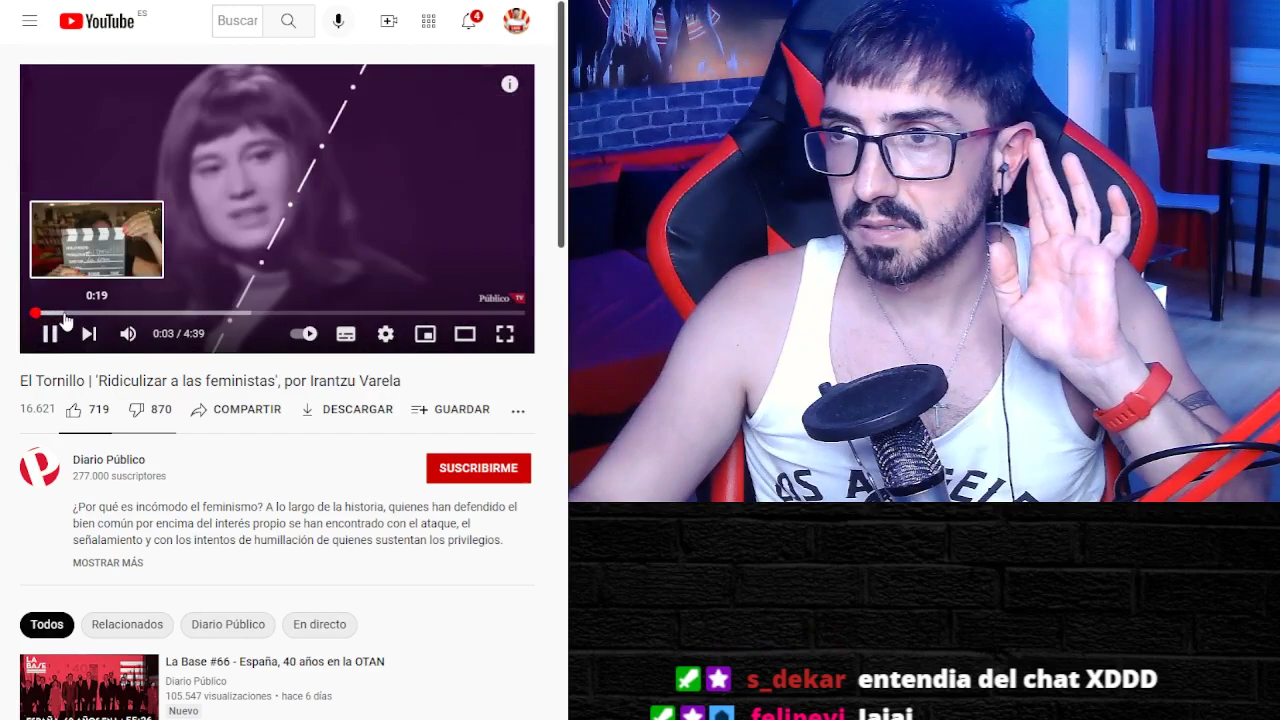 YouTube ES
Buscar
4
Público TV
0:19
0:03 / 4:39
El Tornillo | 'Ridiculizar a las feministas', por Irantzu Varela
16.621 719 870 COMPARTIR DESCARGAR GUARDAR
Diario Público
277.000 suscriptores
SUSCRIBIRME
¿Por qué es incómodo el feminismo? A lo largo de la historia, quienes han defendido el
bien común por encima del interés propio se han encontrado con el ataque, el
señalamiento y con los intentos de humillación de quienes sustentan los privilegios.
MOSTRAR MÁS
Todos Relacionados Diario Público En directo
LA BASE
La Base #66 - España, 40 años en la OTAN
Diario Público
105.547 visualizaciones • hace 6 días
Nuevo
s_dekar entendia del chat XDDD